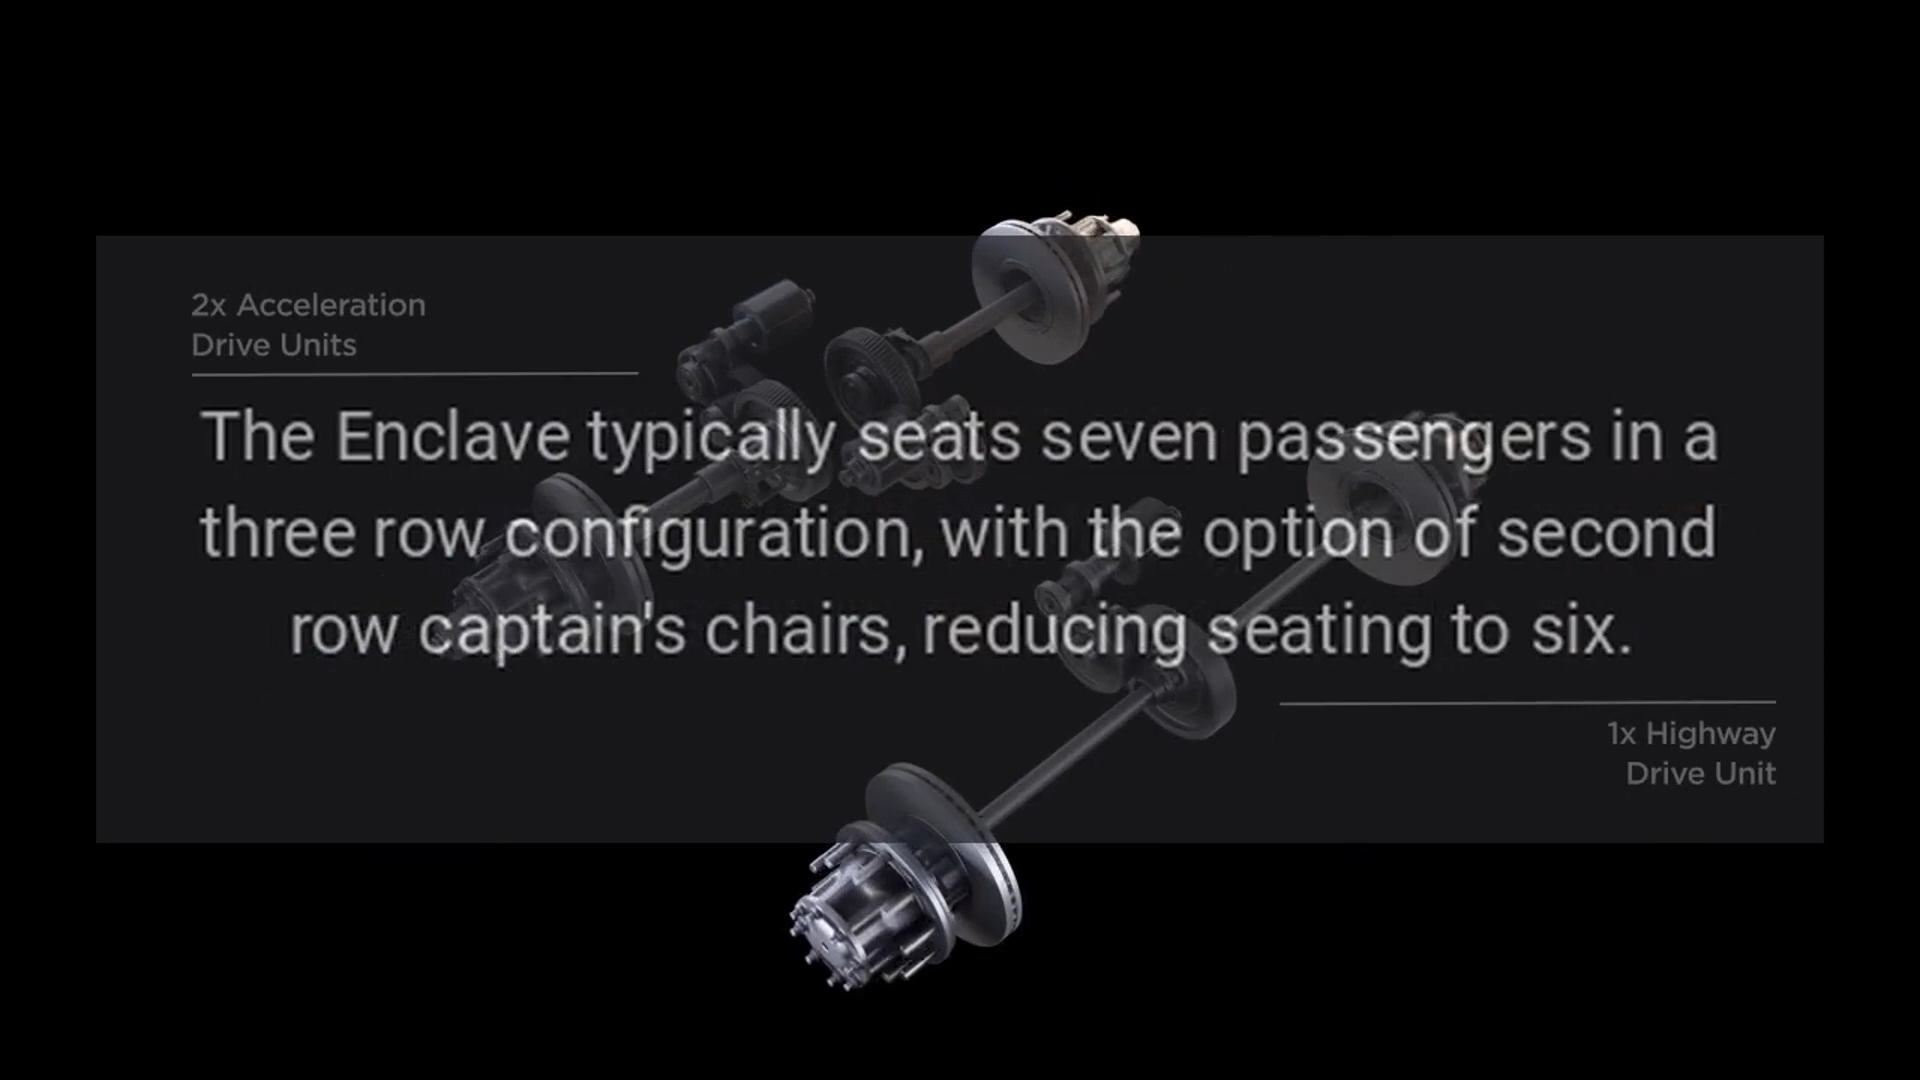 2x Acceleration
Drive Units
The Enclave typically seats seven passengers in a
three row configuration, with the option of second
row captain's chairs, reducing seating to six.
1x Highway
Drive Unit